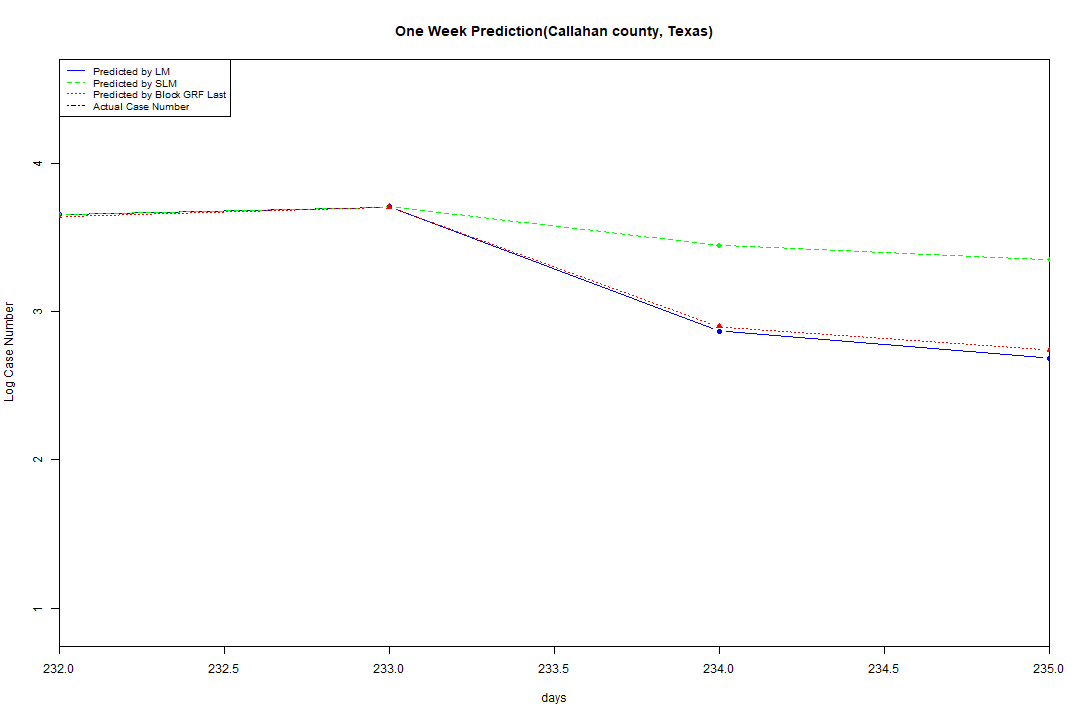 One Week Prediction(Callahan county, Texas)
Predicted by LM
Predicted by SLM
Predicted by Block GRF Last
Actual Case Number
4
3
2
1
Log Case Number
232.0 232.5 233.0 233.5 234.0 234.5 235.0
days